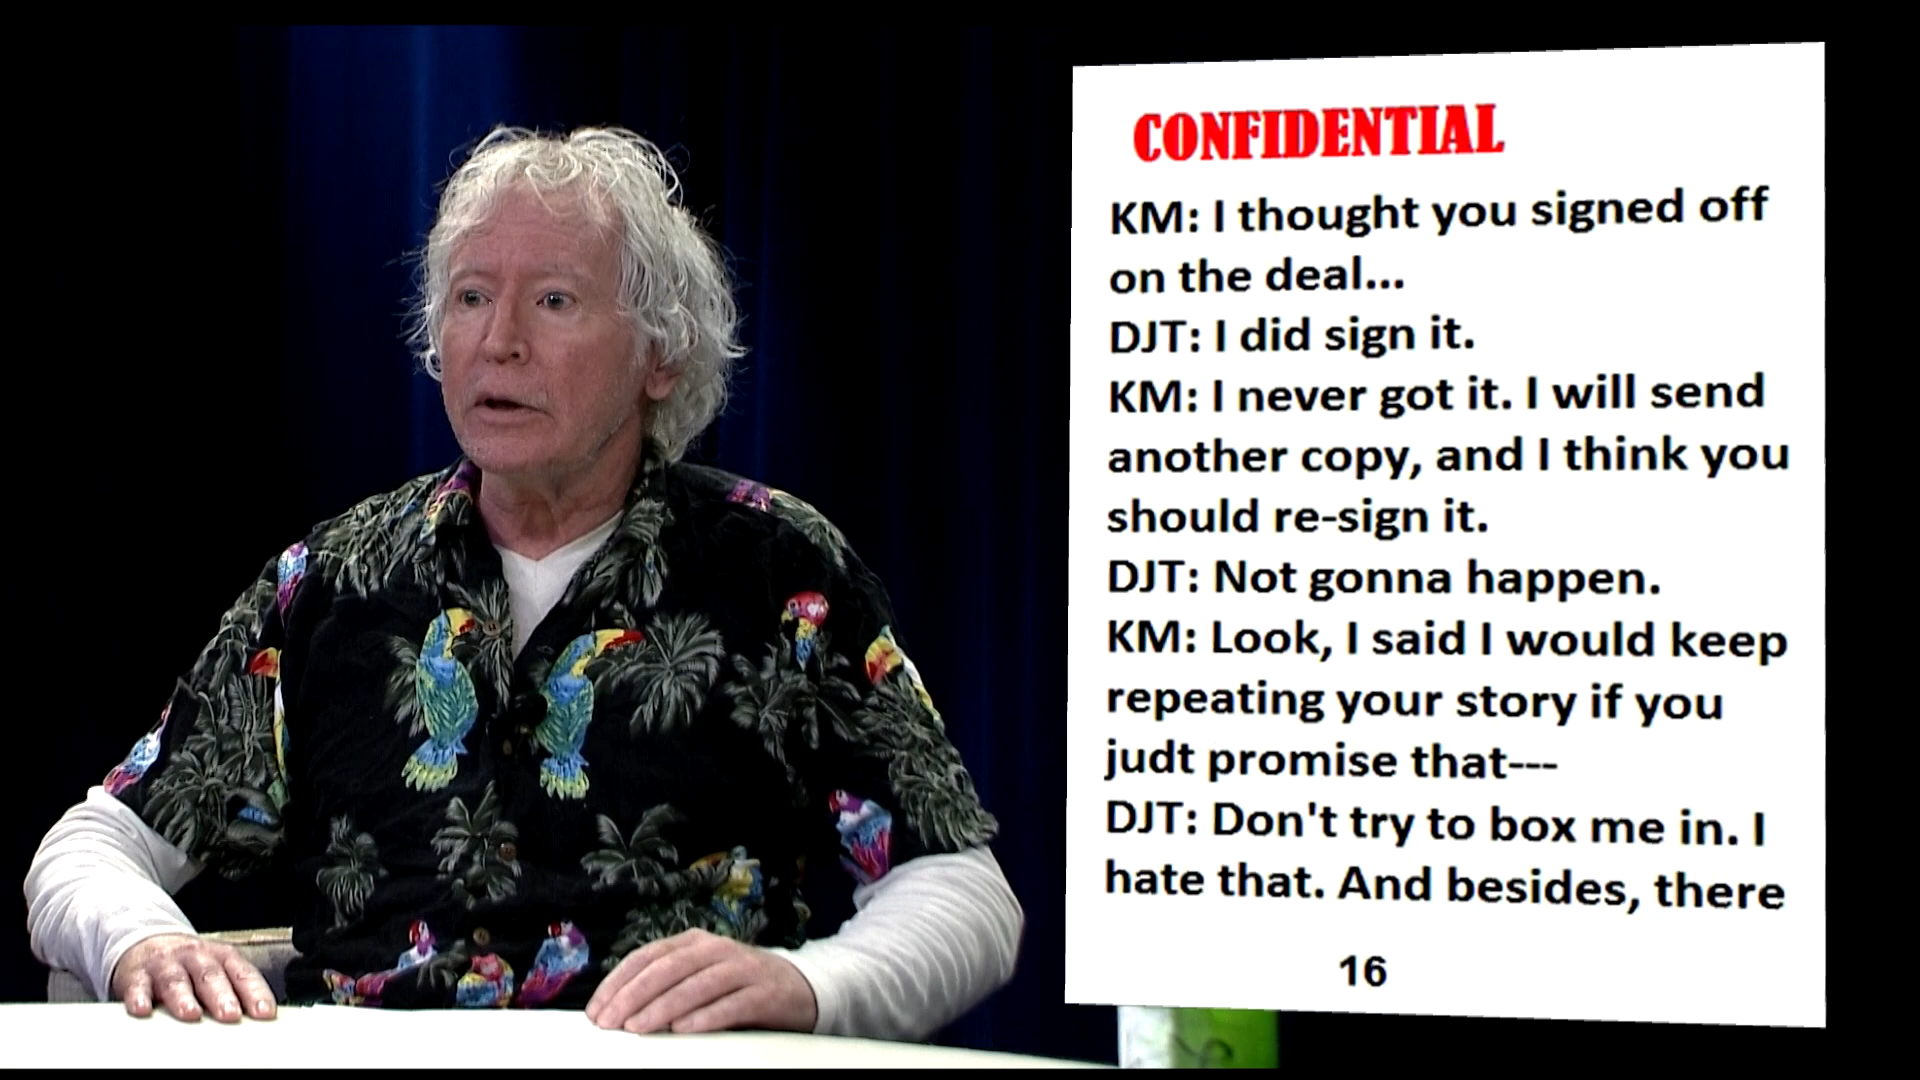 CONFIDENTIAL
KM: I thought you signed off
on the deal...
DJT: I did sign it.
KM: I never got it. I will send
another copy, and I think you
should re-sign it.
DJT: Not gonna happen.
KM: Look, I said I would keep
repeating your story if you
judt promise that---
DJT: Don't try to box me in. I
hate that. And besides, there
16